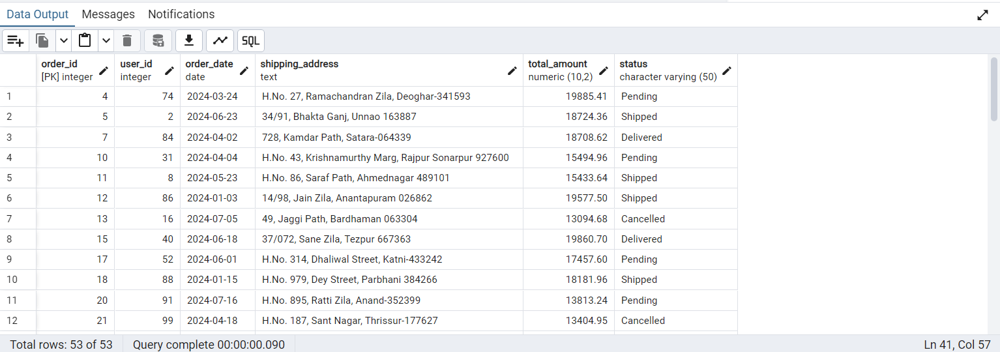 Data Output Messages Notifications
SQL
order_id user_id order_date shipping_address total_amount status
[PK] integer integer date text numeric (10,2) character varying (50)
1 4 74 2024-03-24 H.No. 27, Ramachandran Zila, Deoghar-341593 19885.41 Pending
2 5 2 2024-06-23 34/91, Bhakta Ganj, Unnao 163887 18724.36 Shipped
3 7 84 2024-04-02 728, Kamdar Path, Satara-064339 18708.62 Delivered
4 10 31 2024-04-04 H.No. 43, Krishnamurthy Marg, Rajpur Sonarpur 927600 15494.96 Pending
5 11 8 2024-05-23 H.No. 86, Saraf Path, Ahmednagar 489101 15433.64 Shipped
6 12 86 2024-01-03 14/98, Jain Zila, Anantapuram 026862 19577.50 Shipped
7 13 16 2024-07-05 49, Jaggi Path, Bardhaman 063304 13094.68 Cancelled
8 15 40 2024-06-18 37/072, Sane Zila, Tezpur 667363 19860.70 Delivered
9 17 52 2024-06-01 H.No. 314, Dhaliwal Street, Katni-433242 17457.60 Pending
10 18 88 2024-01-15 H.No. 979, Dey Street, Parbhani 384266 18181.96 Shipped
11 20 91 2024-07-16 H.No. 895, Ratti Zila, Anand-352399 13813.24 Pending
12 21 99 2024-04-18 H.No. 187, Sant Nagar, Thrissur-177627 13404.95 Cancelled
Total rows: 53 of 53 Query complete 00:00:00.090 Ln 41, Col 57